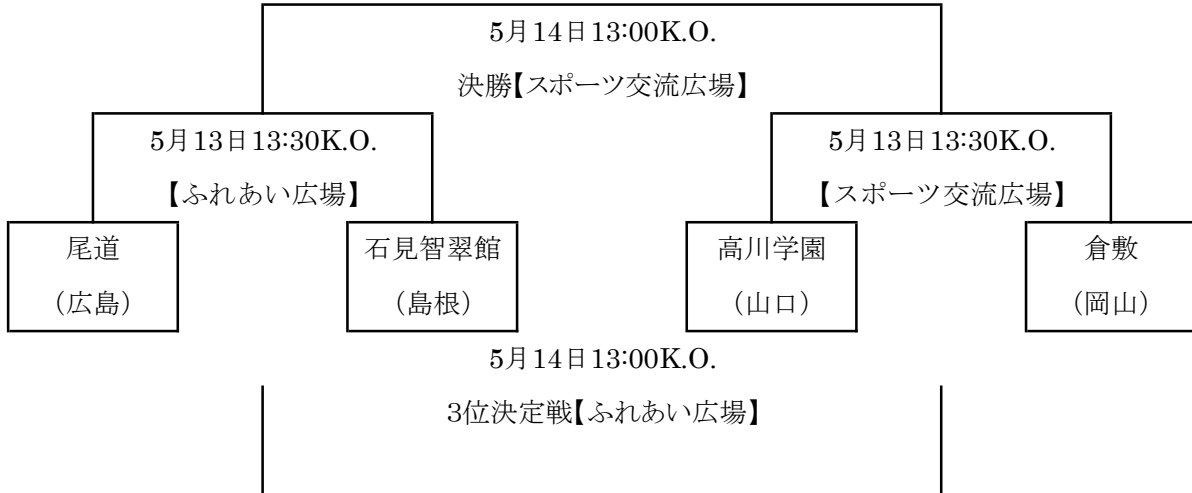 5月14日13:00K.O.
決勝【スポーツ交流広場】
5月13日13:30K.O.
【ふれあい広場】
5月13日13:30K.O.
【スポーツ交流広場】
尾道
（広島）
石見智翠館
（島根）
高川学園
（山口）
倉敷
（岡山）
5月14日13:00K.O.
3位決定戦【ふれあい広場】